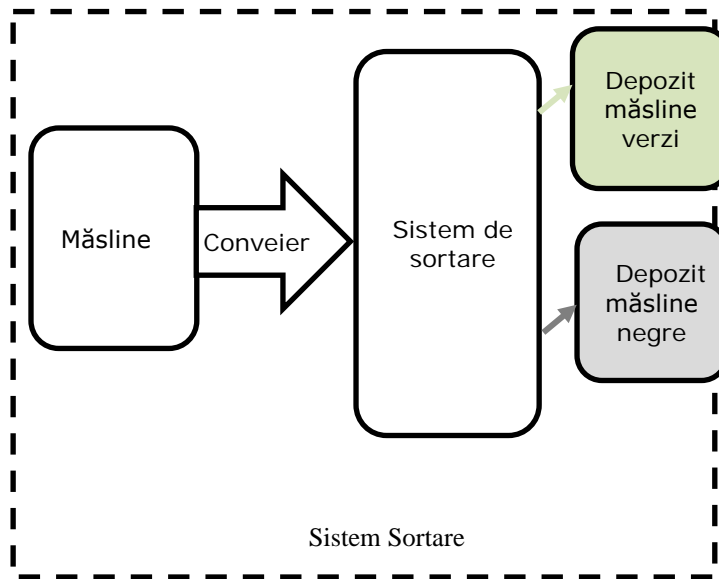 Măsline
Conveier
Sistem de
sortare
Depozit
măsline
verzi
Depozit
măsline
negre
Sistem Sortare